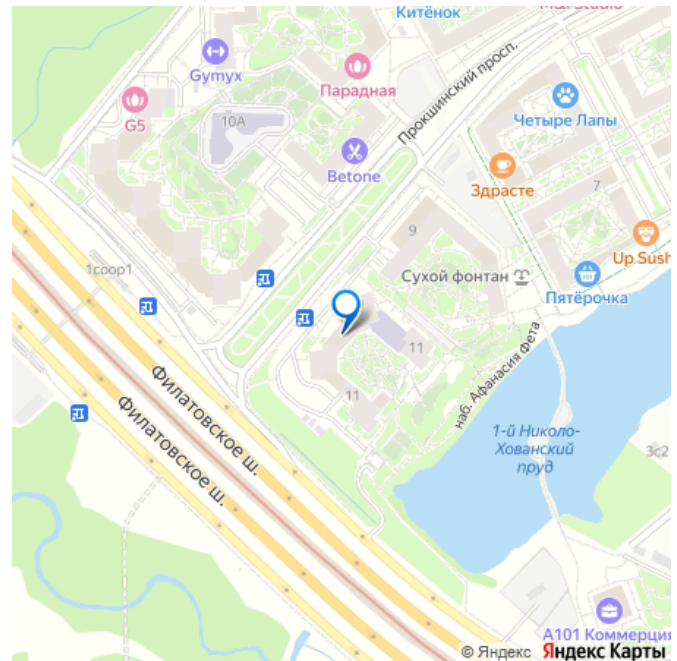 Китёнок
Gymyx
Парадная
G5
10А
Betone
Прокшинский просп.
Четыре Лапы
Здрасте
7
9
Up Sush
Сухой фонтан
Пятёрочка
1соор1
11
11
наб. Афанасия Фета
Филатовское ш.
Филатовское ш.
1-й Николо-
Хованский
пруд
3с2
А101 Коммерция
© Яндекс Яндекс Карты